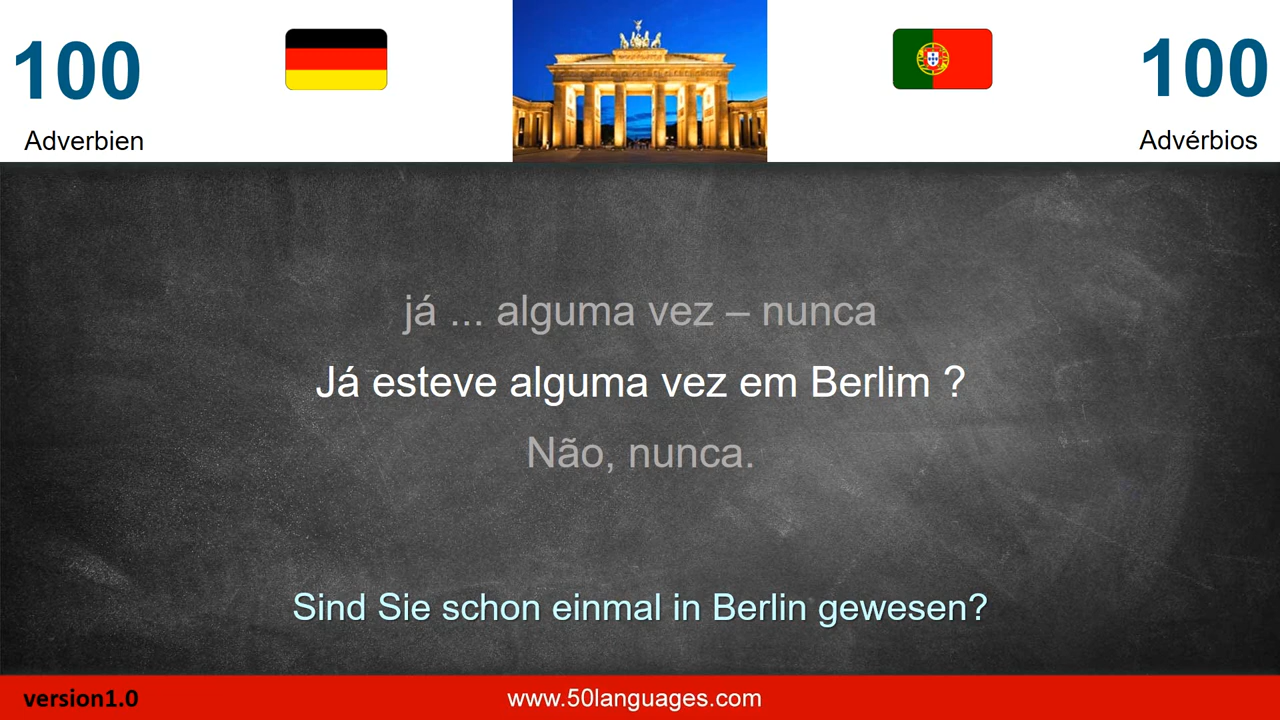 100
100
Adverbien
Advérbios
já ... alguma vez – nunca
Já esteve alguma vez em Berlim ?
Não, nunca.
Sind Sie schon einmal in Berlin gewesen?
version1.0
www.50languages.com